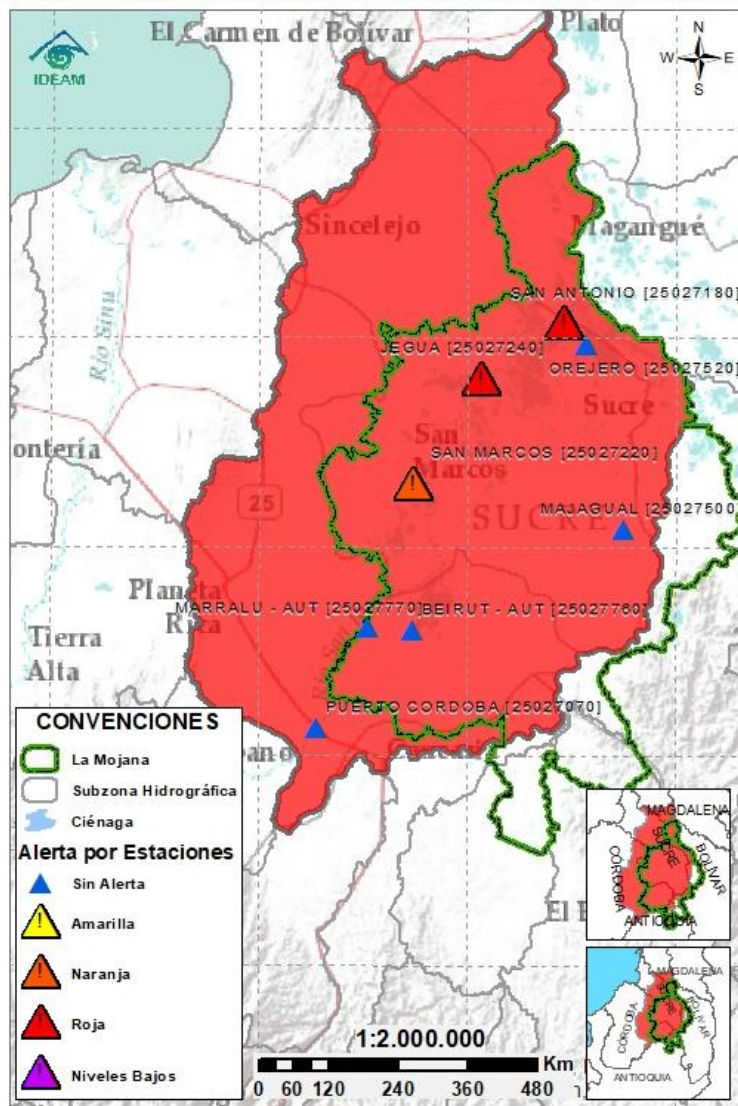 El Carmen de Bolívar
Plato
IDEAM
N
W E
S
Sincelejo
Magangué
Río Sinú
SAN ANTONIO [25027180]
JEGUA [25027240]
OREJERO [25027520]
Sucre
ontería
San
Marcos
SAN MARCOS [25027220]
25
MAJAGUAL [25027500]
SUCRE
Planeta
Rica
MARRALU - AUT [25027770]
BEIRUT - AUT [25027760]
Tierra
Alta
PUERTO CORDOBA [25027070]
CONVENCIONES
La Mojana
Subzona Hidrográfica
Ciénaga
Alerta por Estaciones
Sin Alerta
Amarilla
Naranja
Roja
Niveles Bajos
El B
1:2.000.000
Km
0 60 120 240 360 480
MAGDALENA
SUCRE
BOLÍVAR
CÓRDOBA
ANTIOQUIA
MAGDALENA
SUCRE
BOLÍVAR
CÓRDOBA
ANTIOQUIA